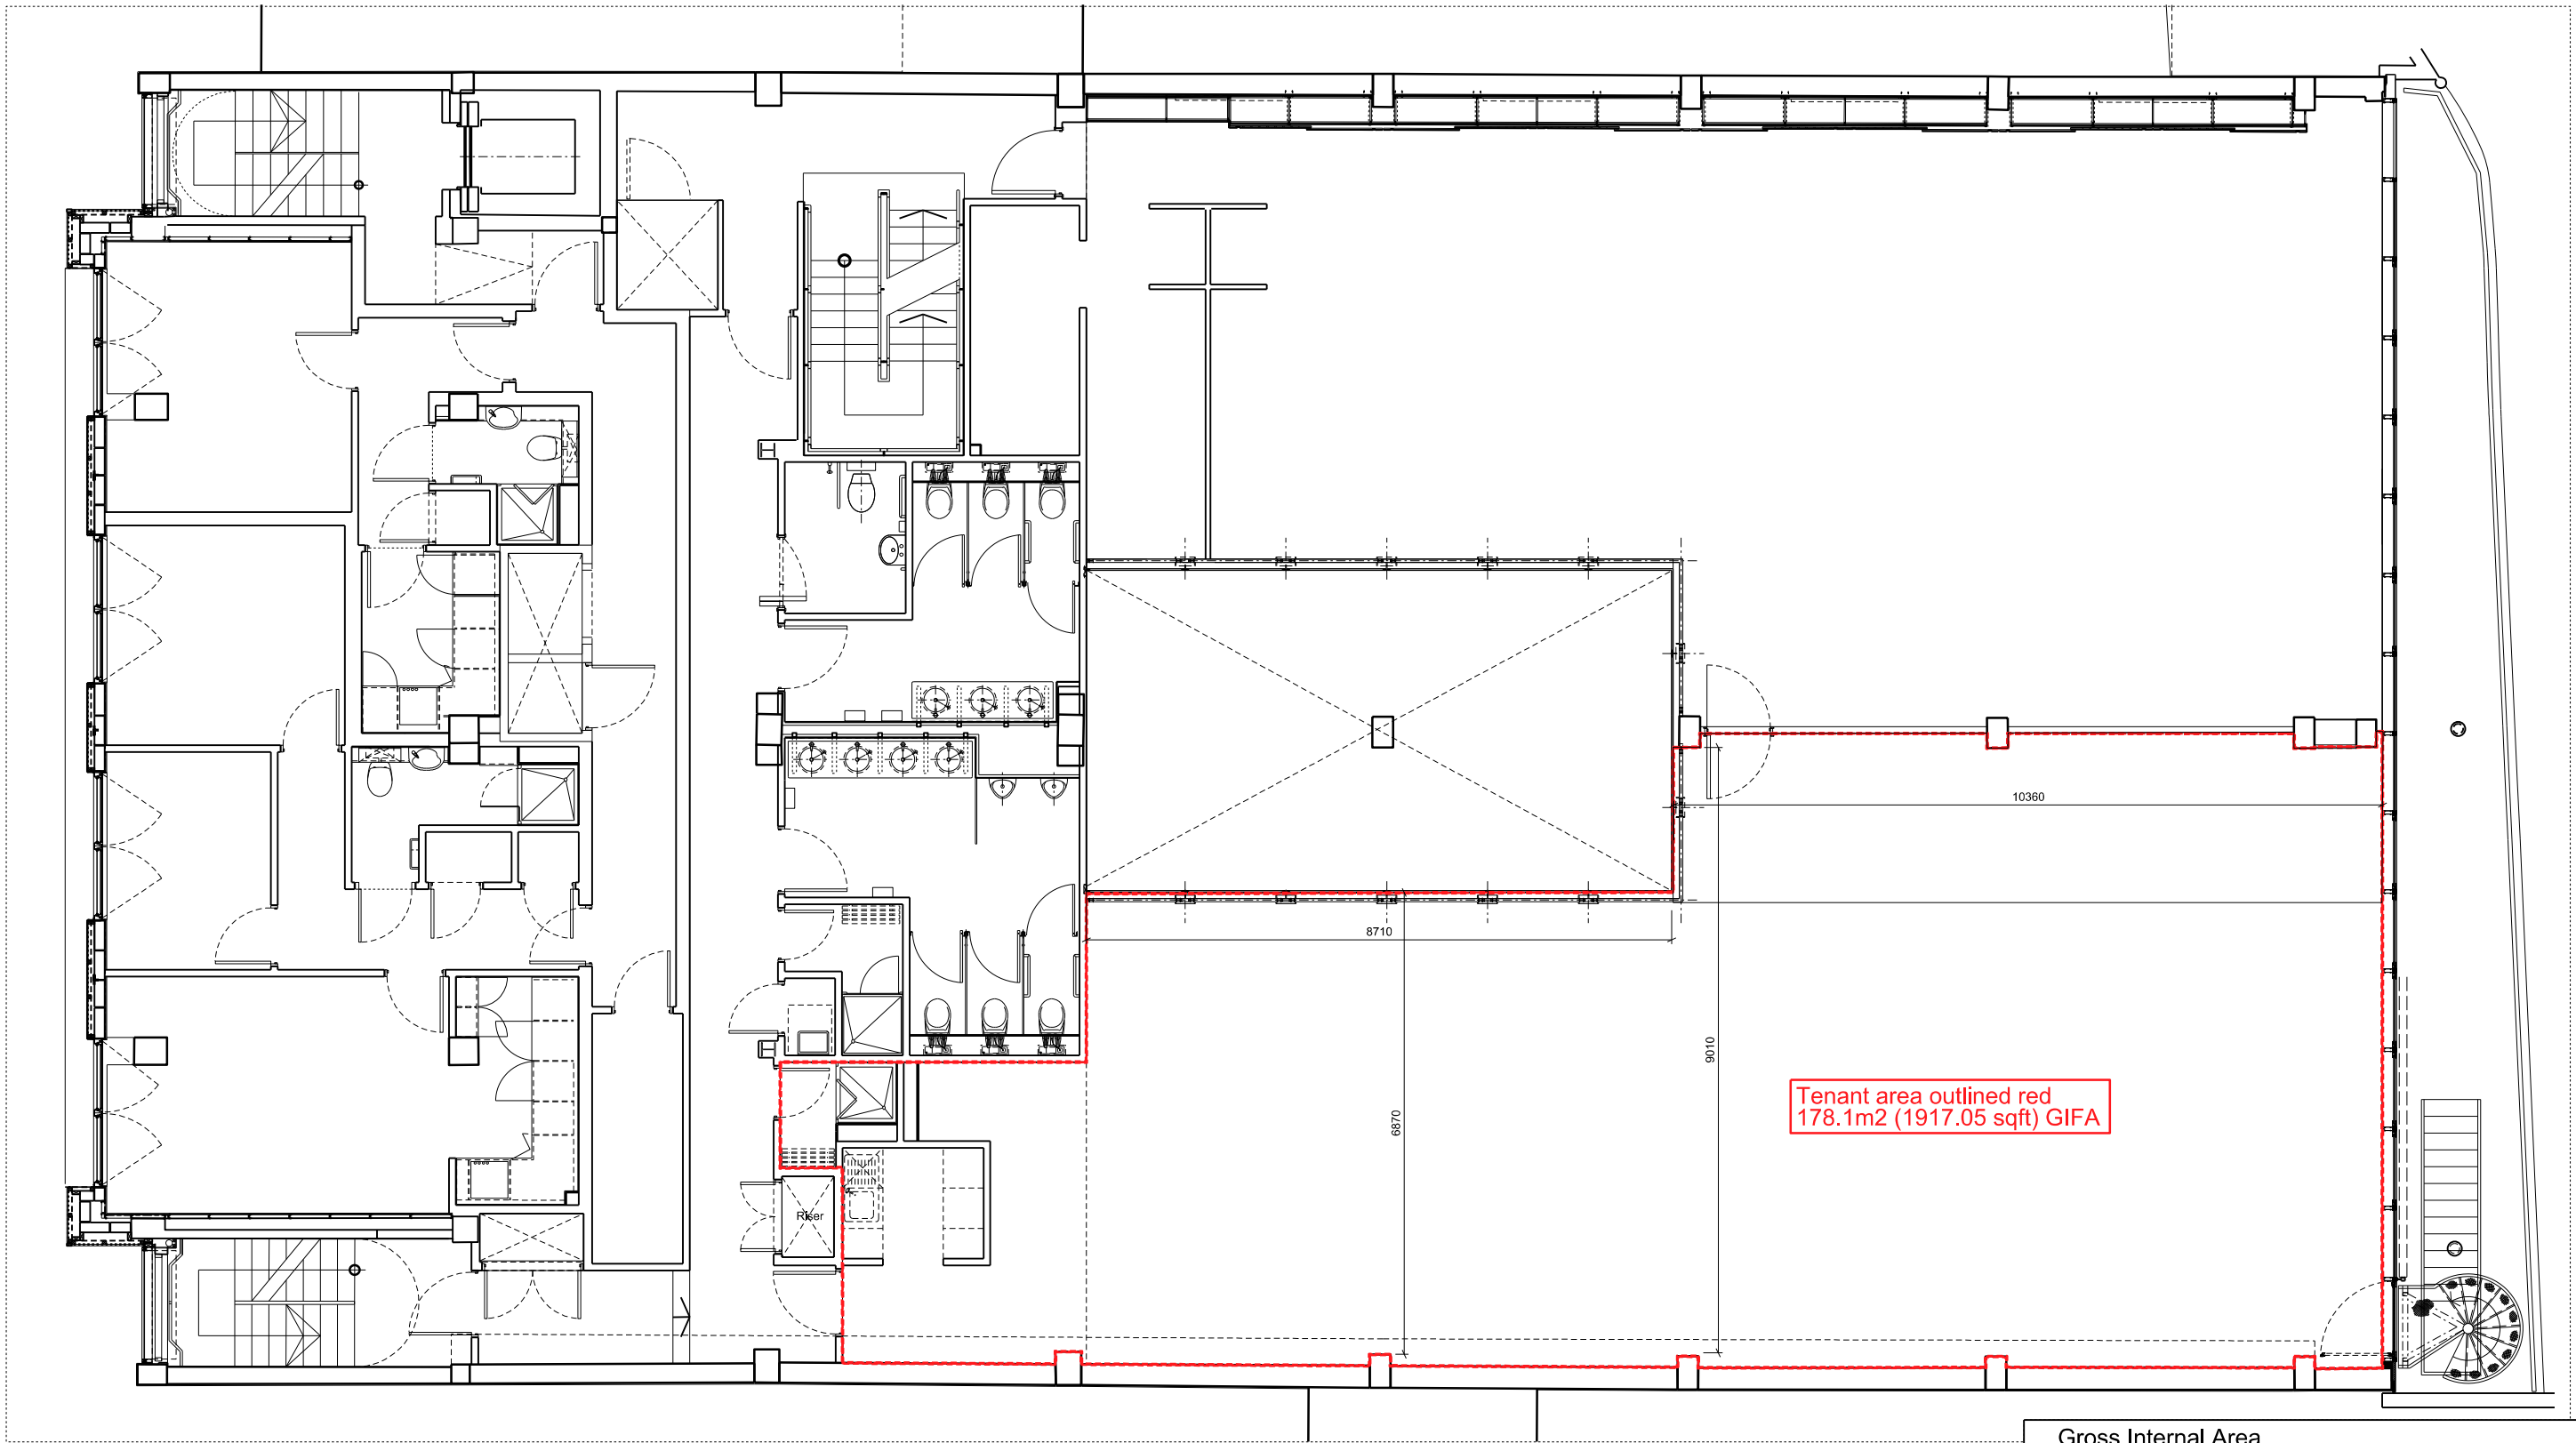 10360
8710
9010
6870
Tenant area outlined red
178.1m2 (1917.05 sqft) GIFA
Riser
Gross Internal Area